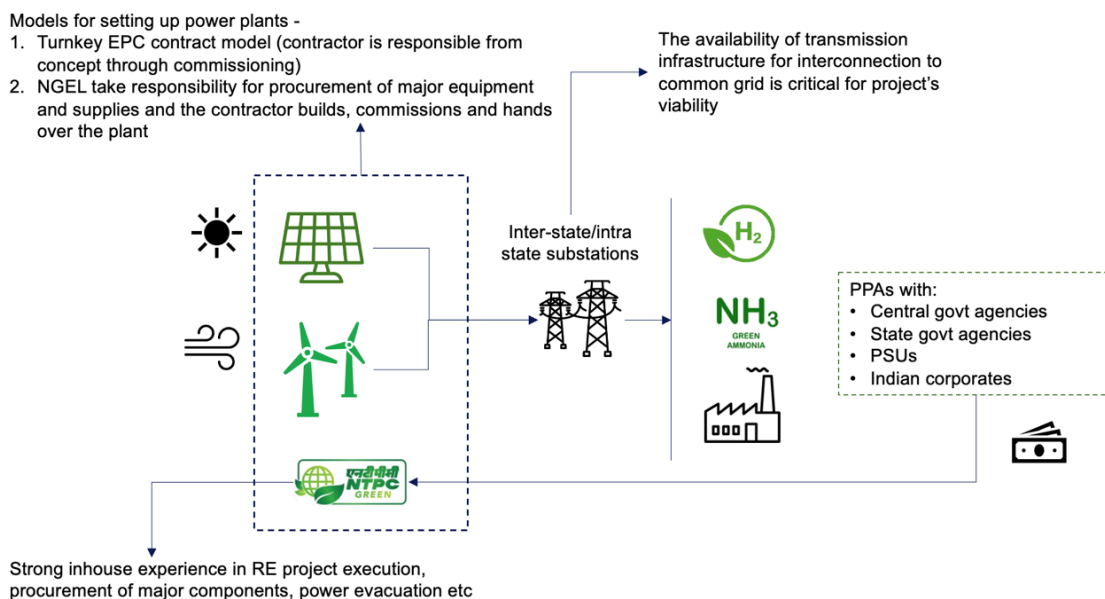 Models for setting up power plants -
1. Turnkey EPC contract model (contractor is responsible from
concept through commissioning)
2. NGEL take responsibility for procurement of major equipment
and supplies and the contractor builds, commissions and hands
over the plant
The availability of transmission
infrastructure for interconnection to
common grid is critical for project's
viability
Inter-state/intra
state substations
H2
NH3
GREEN
AMMONIA
PPAs with:
• Central govt agencies
• State govt agencies
• PSUs
• Indian corporates
एनटीपीसी
NTPC
GREEN
Strong inhouse experience in RE project execution,
procurement of major components, power evacuation etc